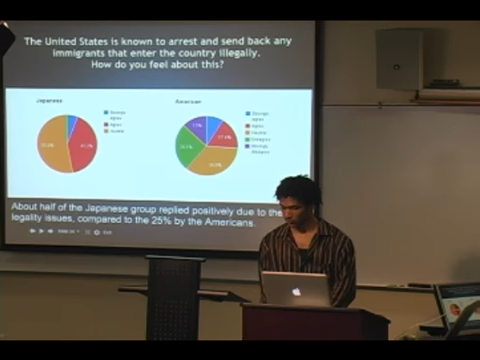 The United States is known to arrest and send back any
immigrants that enter the country illegally.
How do you feel about this?
Japanese
American
About half of the Japanese group replied positively due to the
legality issues, compared to the 25% by the Americans.